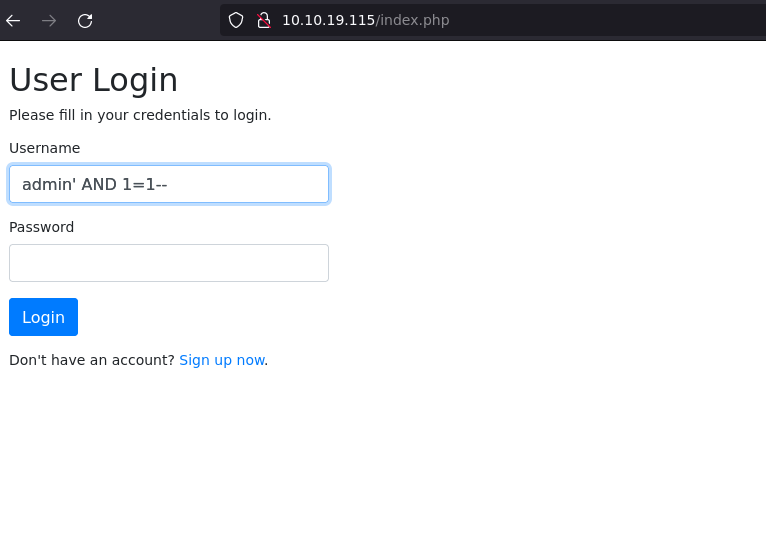 10.10.19.115/index.php
User Login
Please fill in your credentials to login.
Username
admin' AND 1=1--
Password
Login
Don't have an account? Sign up now.